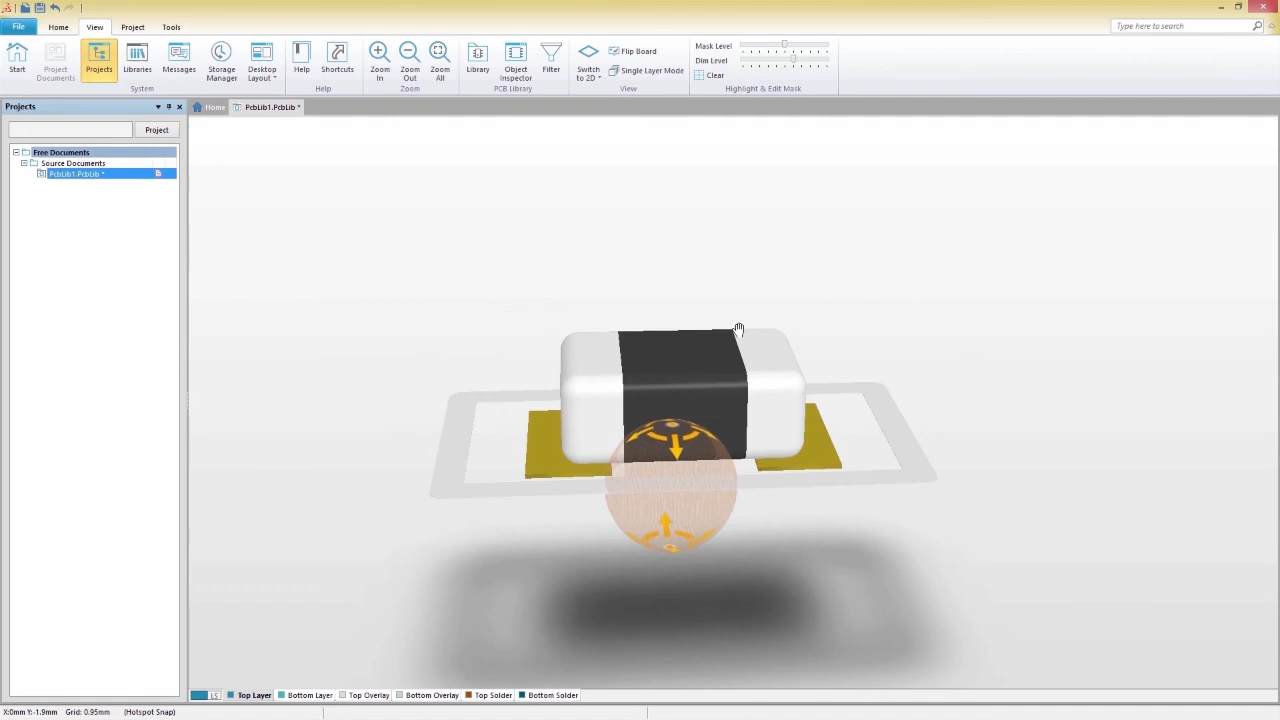 File Home View Project Tools
Type here to search
Start Project Documents Projects Libraries Messages Storage Manager Desktop Layout
System
Help Shortcuts
Help
Zoom In Zoom Out Zoom All
Zoom
Library Object Inspector Filter
PCB Library
Switch to 2D Flip Board Single Layer Mode
View
Mask Level
Dim Level
Clear
Highlight & Edit Mask
Projects
Home PcbLib1.PcbLib *
Project
Free Documents
Source Documents
PcbLib1.PcbLib *
LS Top Layer Bottom Layer Top Overlay Bottom Overlay Top Solder Bottom Solder
X:0mm Y:-1.9mm Grid: 0.95mm (Hotspot Snap)